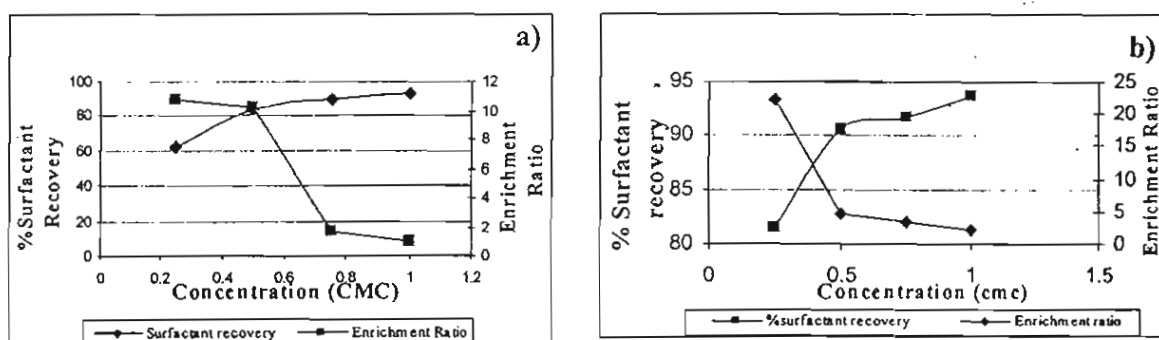 a)
100
80
60
40
20
0
12
10
8
6
4
2
0
0 0.2 0.4 0.6 0.8 1 1.2
%Surfactant
Recovery
Enrichment
Ratio
Concentration (CMC)
Surfactant recovery Enrichment Ratio
b)
95
90
85
80
25
20
15
10
5
0
0 0.5 1 1.5
% Surfactant
recovery
Enrichment Ratio
Concentration (cmc)
%surfactant recovery Enrichment ratio